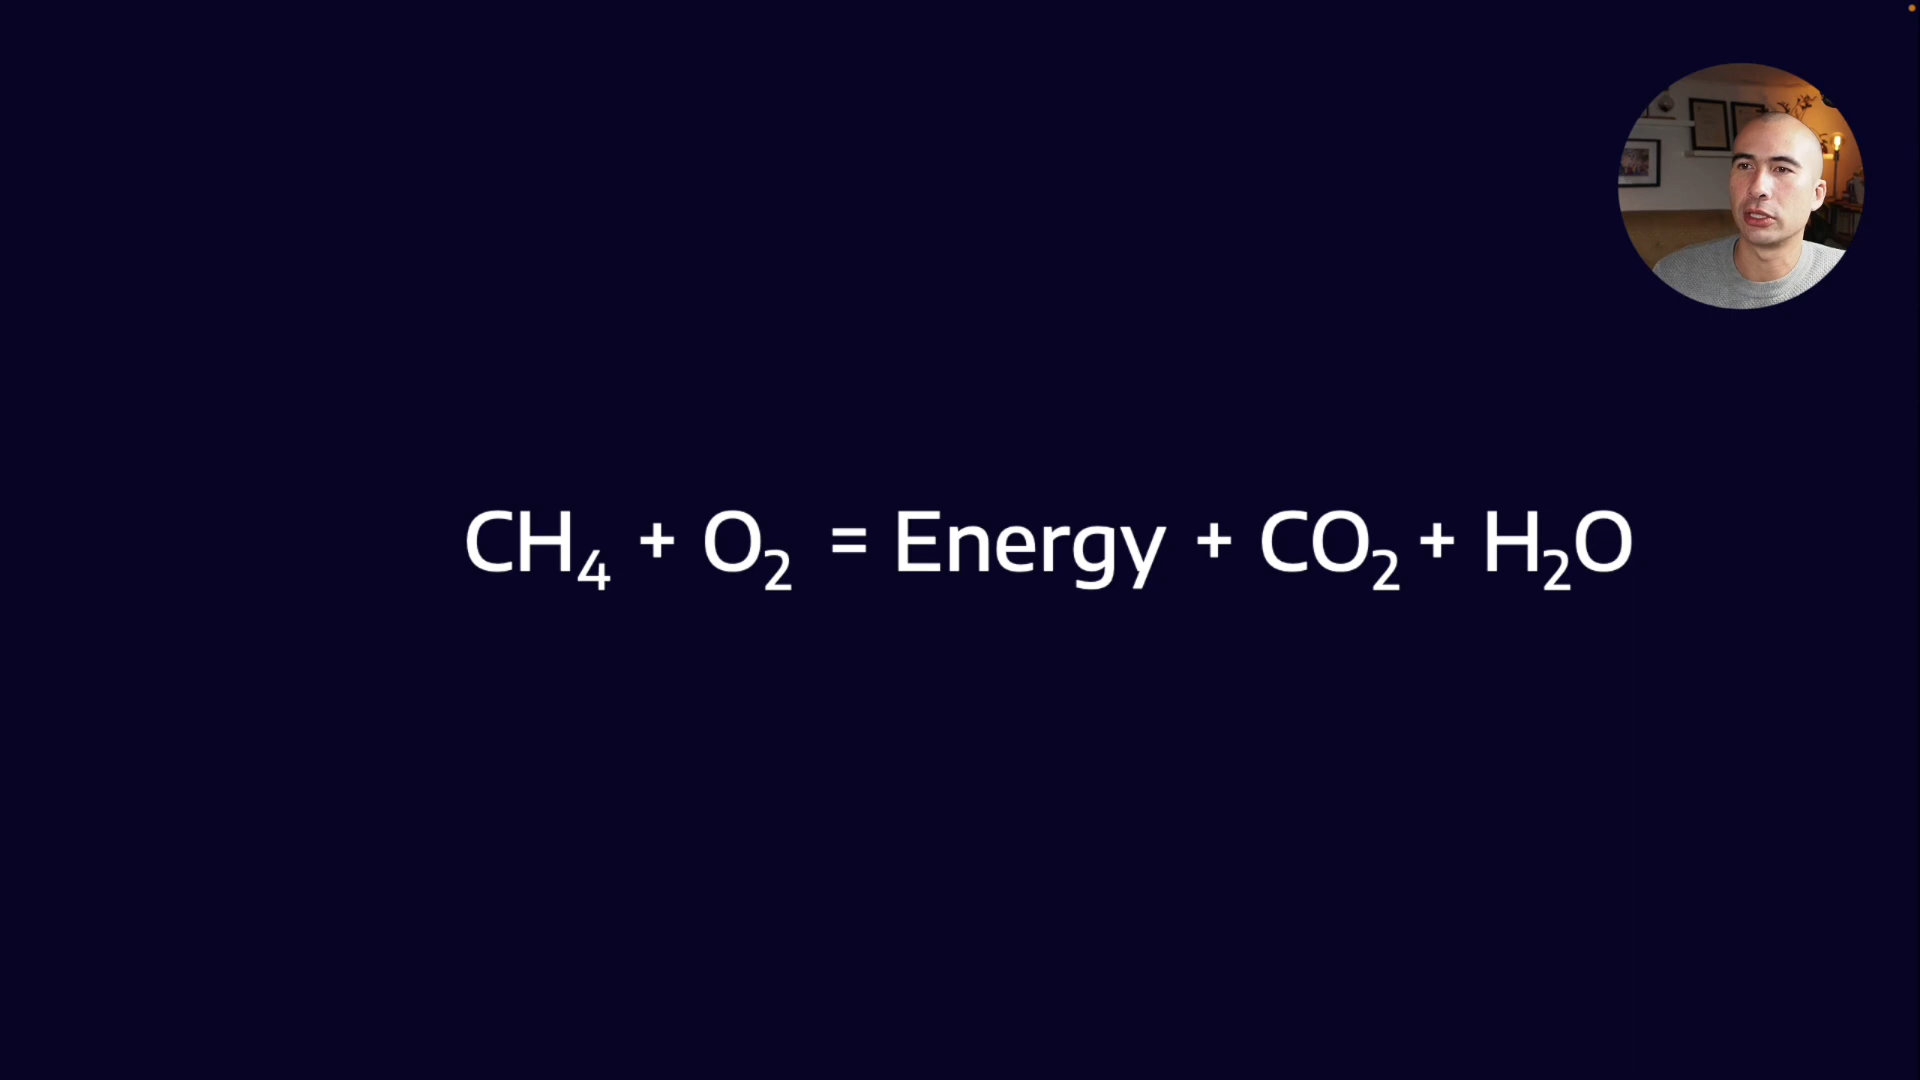 CH₄ + O₂ = Energy + CO₂ + H₂O